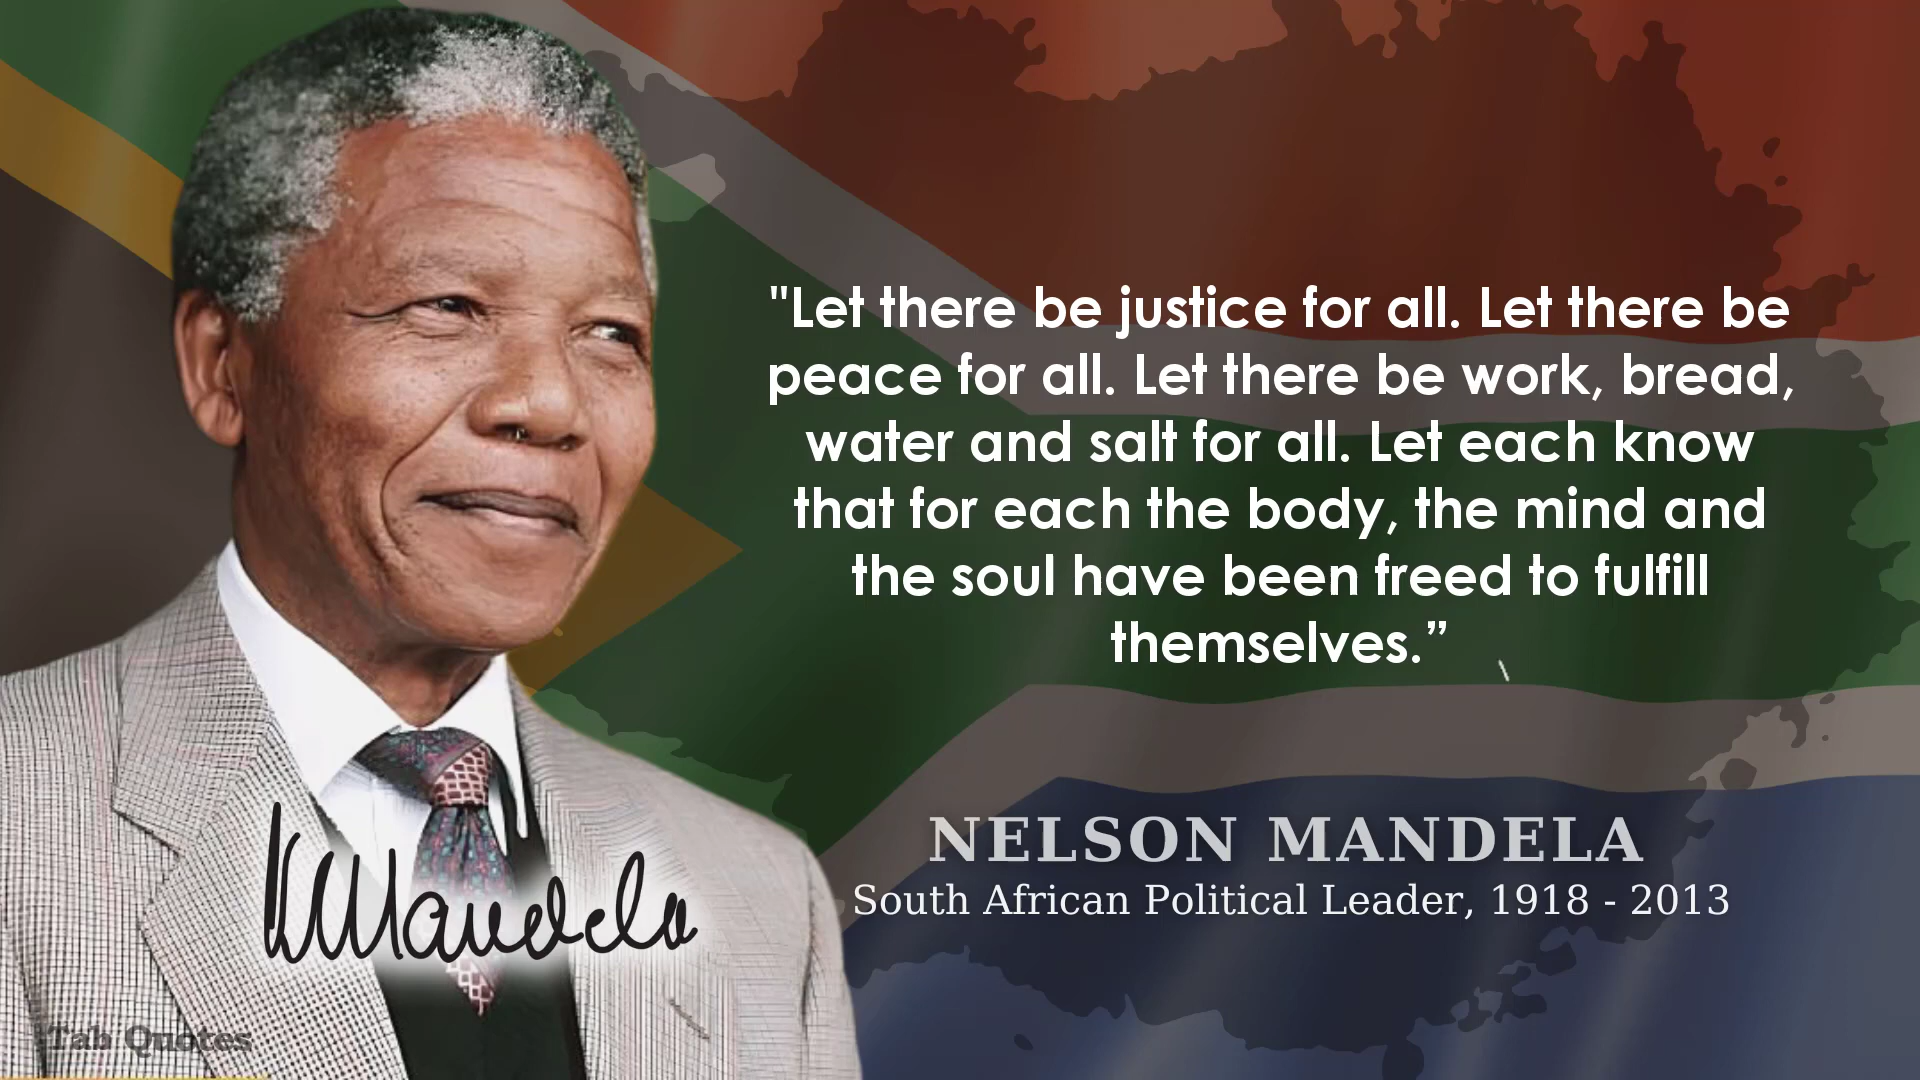 "Let there be justice for all. Let there be
peace for all. Let there be work, bread,
water and salt for all. Let each know
that for each the body, the mind and
the soul have been freed to fulfill
themselves.”
NELSON MANDELA
South African Political Leader, 1918 - 2013
NMandela
Tab Quotes